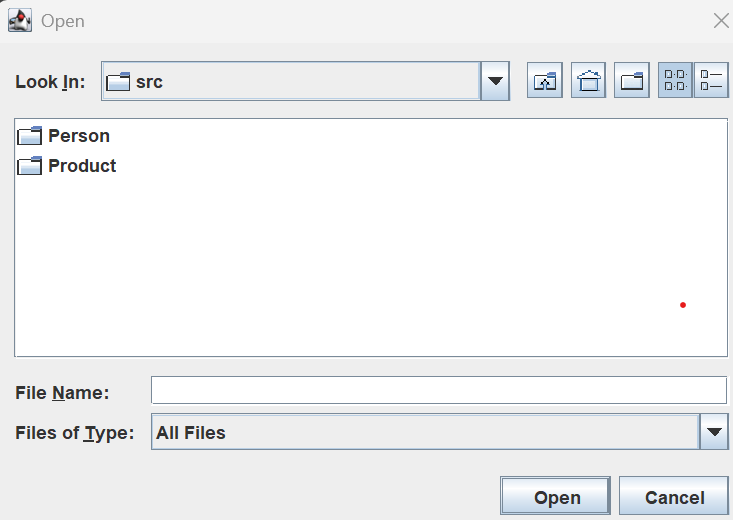 Open
Look In:
src
Person
Product
File Name:
Files of Type:
All Files
Open
Cancel